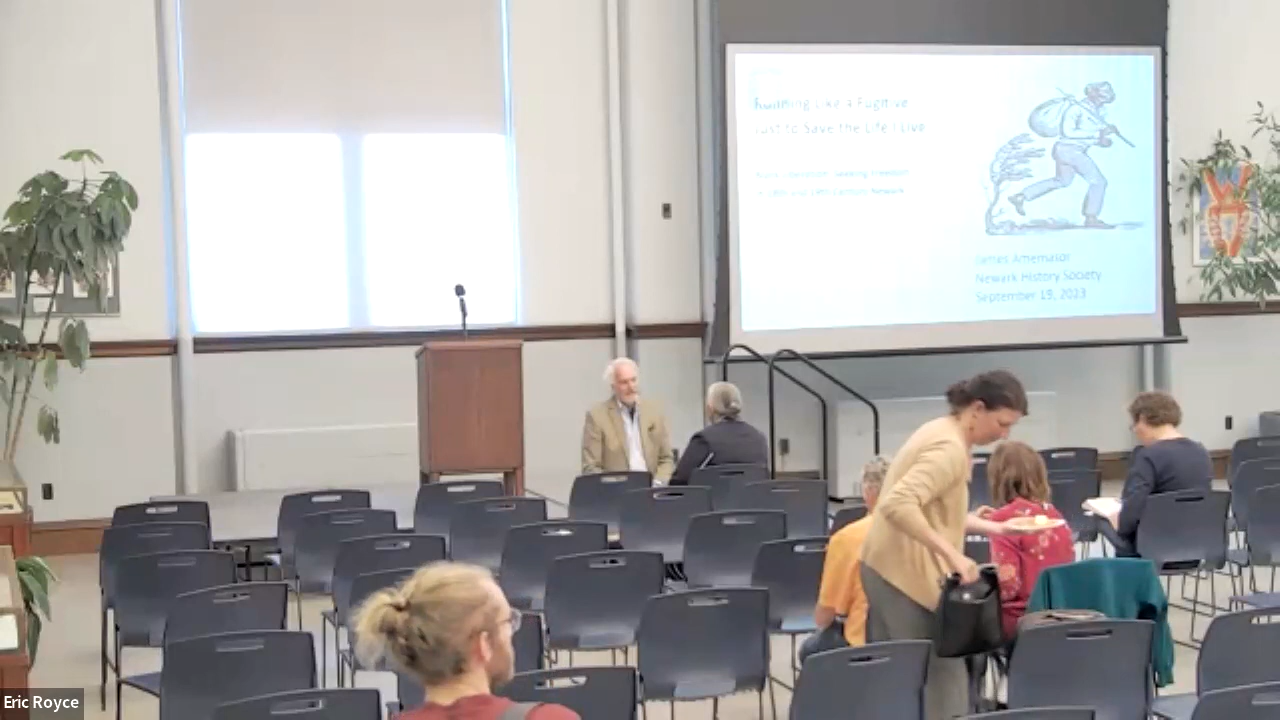 Running Like a Fugitive
Just to Save the Life I Live
James Amemasor
Newark History Society
September 19, 2023
Eric Royce